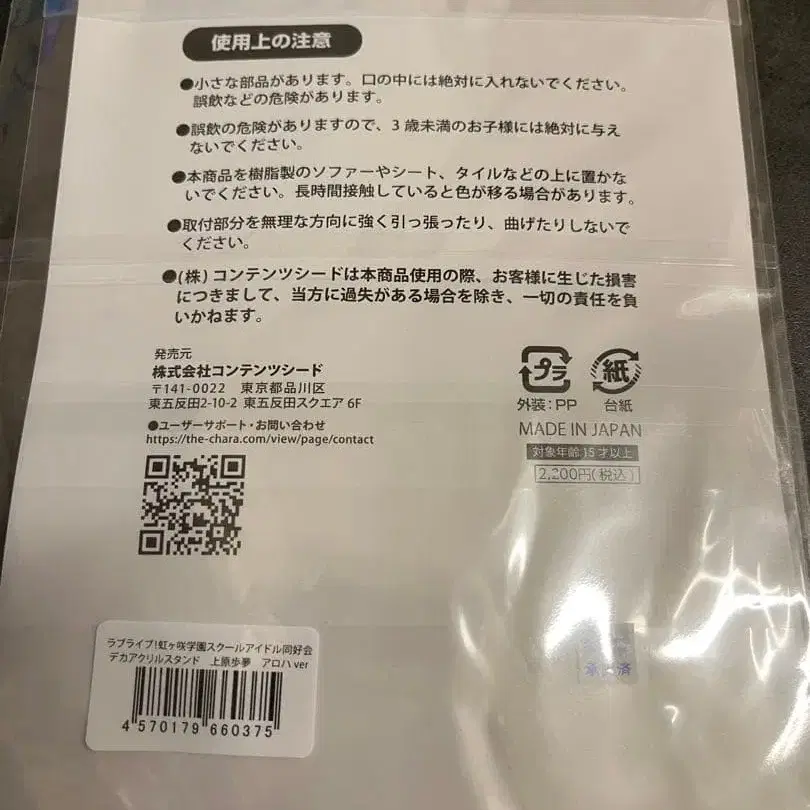 使用上の注意
●小さな部品があります。口の中には絶対に入れないでください。
誤飲などの危険があります。
●誤飲の危険がありますので、3歳未満のお子様には絶対に与え
ないでください。
●本商品を樹脂製のソファーやシート、タイルなどの上に置かな
いでください。長時間接触していると色が移る場合があります。
●取付部分を無理な方向に強く引っ張ったり、曲げたりしないで
ください。
●(株)コンテンツシードは本商品使用の際、お客様に生じた損害
につきまして、当方に過失がある場合を除き、一切の責任を負
いかねます。
発売元
株式会社コンテンツシード
〒141-0022 東京都品川区
東五反田2-10-2 東五反田スクエア 6F
●ユーザーサポート・お問い合わせ
https://the-chara.com/view/page/contact
プラ 紙
外装:PP 台紙
MADE IN JAPAN
対象年齢15才以上
2,200円(税込)
ラブライブ!虹ヶ咲学園スクールアイドル同好会
デカアクリルスタンド 上原歩夢 アロハver
4 570179 660375